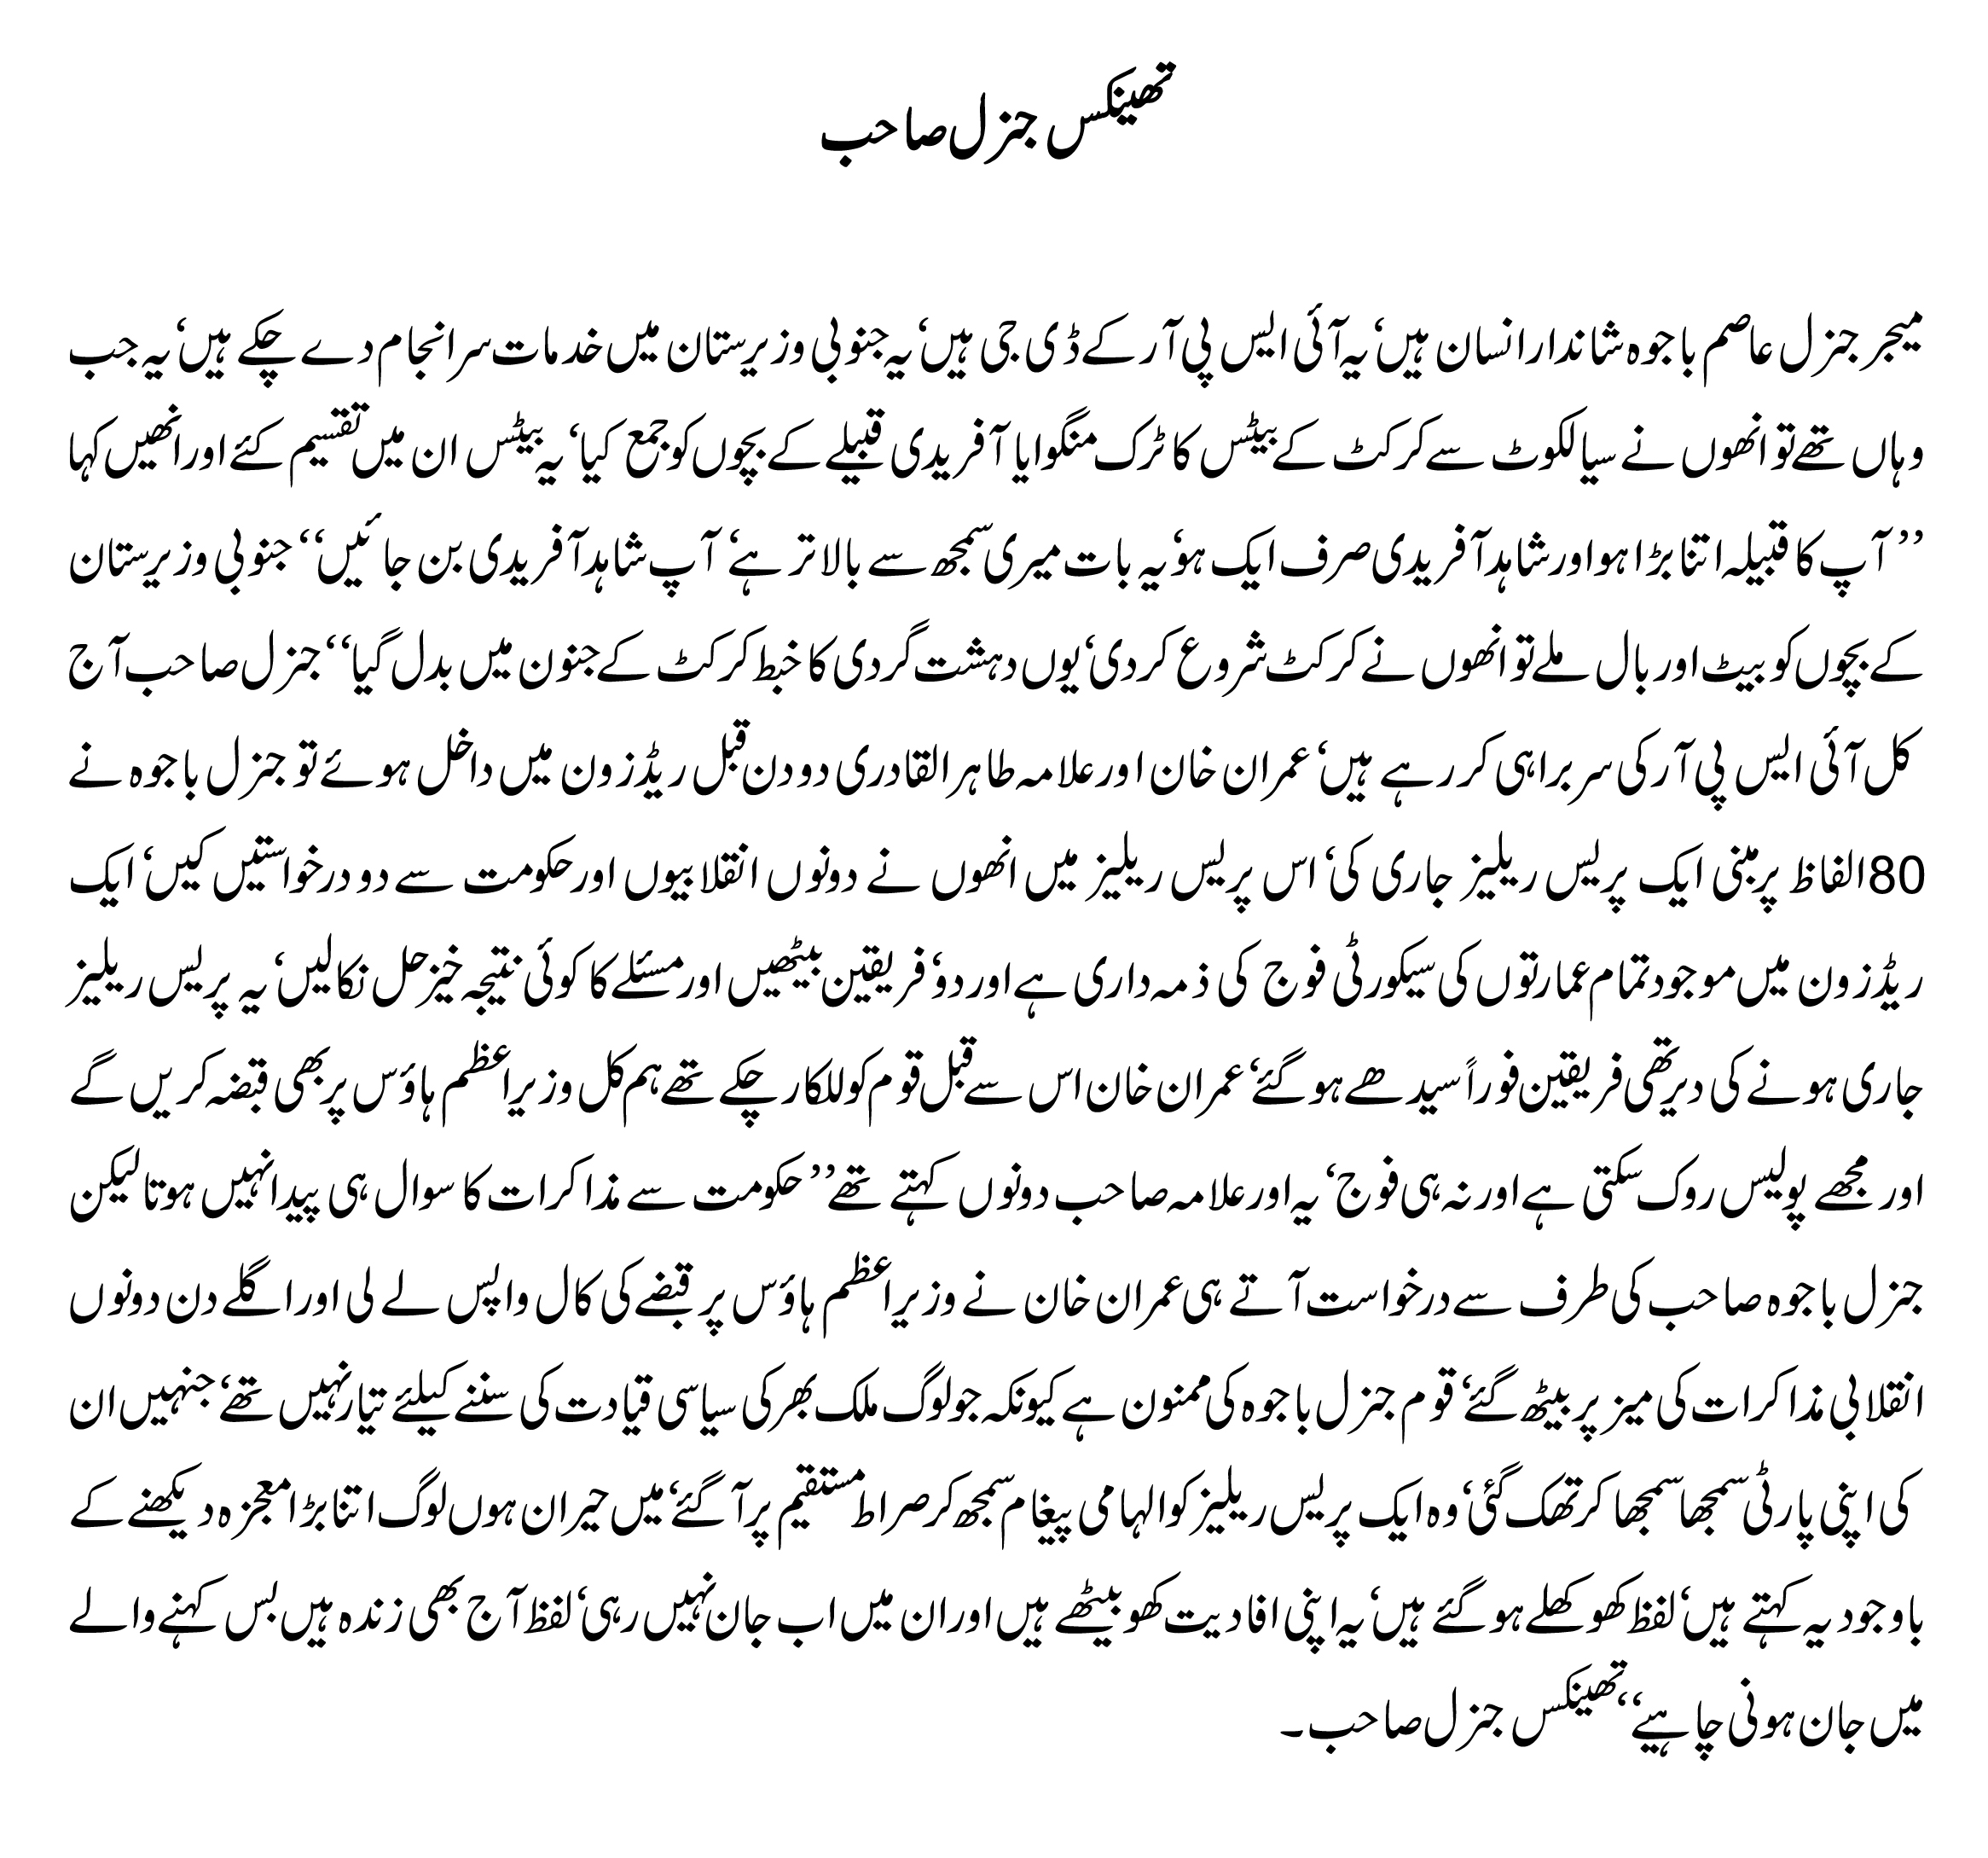 تھینکس جنرل صاحب
میجر جنرل عاصم باجوہ شاندار انسان ہیں‘ یہ آئی ایس پی آر کے ڈی جی ہیں‘ یہ جنوبی وزیرستان میں خدمات سرانجام دے چکے ہیں‘ یہ جب
وہاں تھے تو انھوں نے سیالکوٹ سے کرکٹ کے بیٹس کا ٹرک منگوایا آفریدی قبیلے کے بچوں کو جمع کیا‘ یہ بیٹس ان میں تقسیم کئے اور انھیں کہا
’’ آپ کا قبیلہ اتنا بڑا ہو اور شاہد آفریدی صرف ایک ہو‘ یہ بات میری سمجھ سے بالاتر ہے‘ آپ شاہد آفریدی بن جائیں‘‘ جنوبی وزیرستان
کے بچوں کو بیٹ اور بال ملے تو انھوں نے کرکٹ شروع کر دی‘ یوں دہشت گردی کا خبط کرکٹ کے جنون میں بدل گیا‘‘ جنرل صاحب آج
کل آئی ایس پی آر کی سربراہی کر رہے ہیں‘ عمران خان اور علامہ طاہر القادری دو دن قبل ریڈزون میں داخل ہوئے تو جنرل باجوہ نے
80 الفاظ پر مبنی ایک پریس ریلیز جاری کی‘ اس پریس ریلیز میں انھوں نے دونوں انقلابیوں اور حکومت سے دو درخواستیں کیں‘ ایک
ریڈزون میں موجود تمام عمارتوں کی سیکورٹی فوج کی ذمہ داری ہے اور دو‘ فریقین بیٹھیں اور مسئلے کا کوئی نتیجہ خیز حل نکالیں‘ یہ پریس ریلیز
جاری ہونے کی دیر تھی فریقین فوراً سیدھے ہو گئے‘ عمران خان اس سے قبل قوم کو للکار چکے تھے ہم کل وزیراعظم ہاؤس پر بھی قبضہ کریں گے
اور مجھے پولیس روک سکتی ہے اور نہ ہی فوج‘ یہ اور علامہ صاحب دونوں کہتے تھے’’ حکومت سے مذاکرات کا سوال ہی پیدا نہیں ہوتا لیکن
جنرل باجوہ صاحب کی طرف سے درخواست آتے ہی عمران خان نے وزیراعظم ہاؤس پر قبضے کی کال واپس لے لی اور اگلے دن دونوں
انقلابی مذاکرات کی میز پر بیٹھ گئے‘ قوم جنرل باجوہ کی ممنون ہے کیونکہ جو لوگ ملک بھر کی سیاسی قیادت کی سننے کیلئے تیار نہیں تھے‘ جنہیں ان
کی اپنی پارٹی سمجھا سمجھا کر تھک گئی‘ وہ ایک پریس ریلیز کو الہامی پیغام سمجھ کر صراط مستقیم پر آ گئے‘ میں حیران ہوں لوگ اتنا بڑا معجزہ دیکھنے کے
باوجود یہ کہتے ہیں‘ لفظ کھوکھلے ہو گئے ہیں‘ یہ اپنی افادیت کھو بیٹھے ہیں اور ان میں اب جان نہیں رہی‘ لفظ آج بھی زندہ ہیں بس کہنے والے
میں جان ہونی چاہیے‘‘ تھینکس جنرل صاحب۔